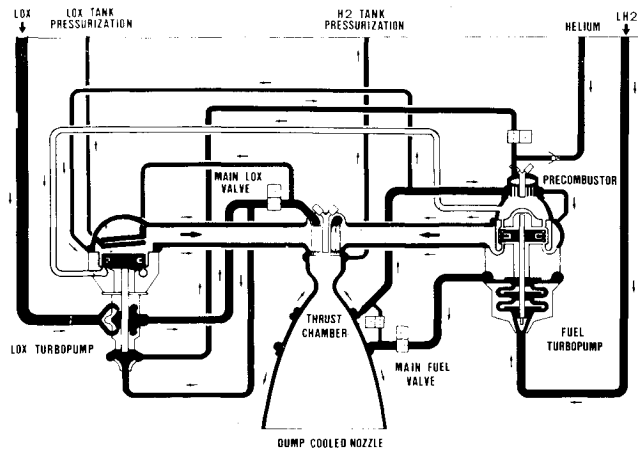 LOX
LOX TANK
PRESSURIZATION
H2 TANK
PRESSURIZATION
HELIUM
LH2
MAIN LOX
VALVE
PRECOMBUSTOR
THRUST
CHAMBER
LOX TURBOPUMP
FUEL
TURBOPUMP
MAIN FUEL
VALVE
DUMP COOLED NOZZLE